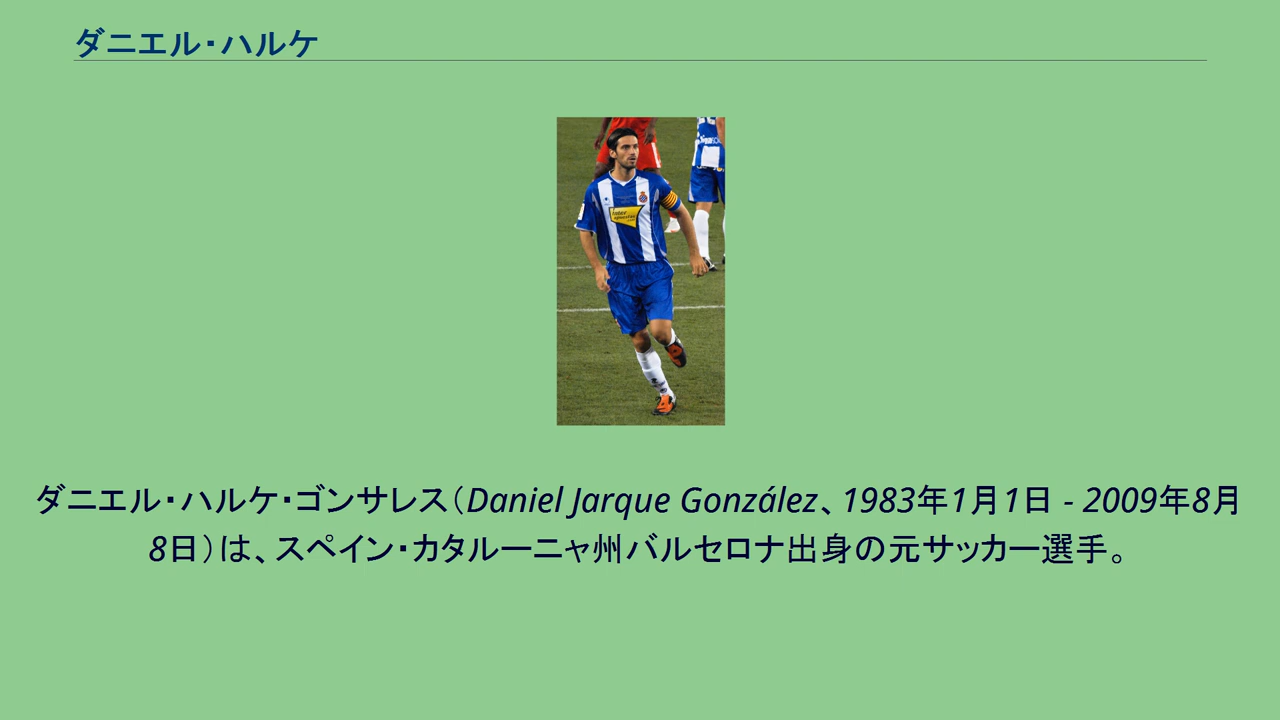 ダニエル・ハルケ
ダニエル・ハルケ・ゴンサレス（Daniel Jarque González、1983年1月1日 - 2009年8月
8日）は、スペイン・カタルーニャ州バルセロナ出身の元サッカー選手。